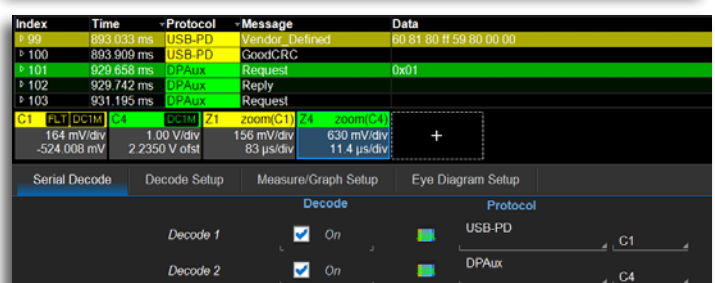 Index Time Protocol Message Data
99 893.033 ms USB-PD Vendor_Defined 60 81 80 ff 59 80 00 00
100 893.909 ms USB-PD GoodCRC
101 929.658 ms DPAux Request 0x01
102 929.742 ms DPAux Reply
103 931.195 ms DPAux Request
C1 FLT DC1M C4 DC1M Z1 zoom(C1) Z4 zoom(C4)
164 mV/div 1.00 V/div 156 mV/div 630 mV/div +
-524.008 mV 2.2350 V ofst 83 µs/div 11.4 µs/div
Serial Decode Decode Setup Measure/Graph Setup Eye Diagram Setup
Decode Protocol
Decode 1 On USB-PD C1
Decode 2 On DPAux C4